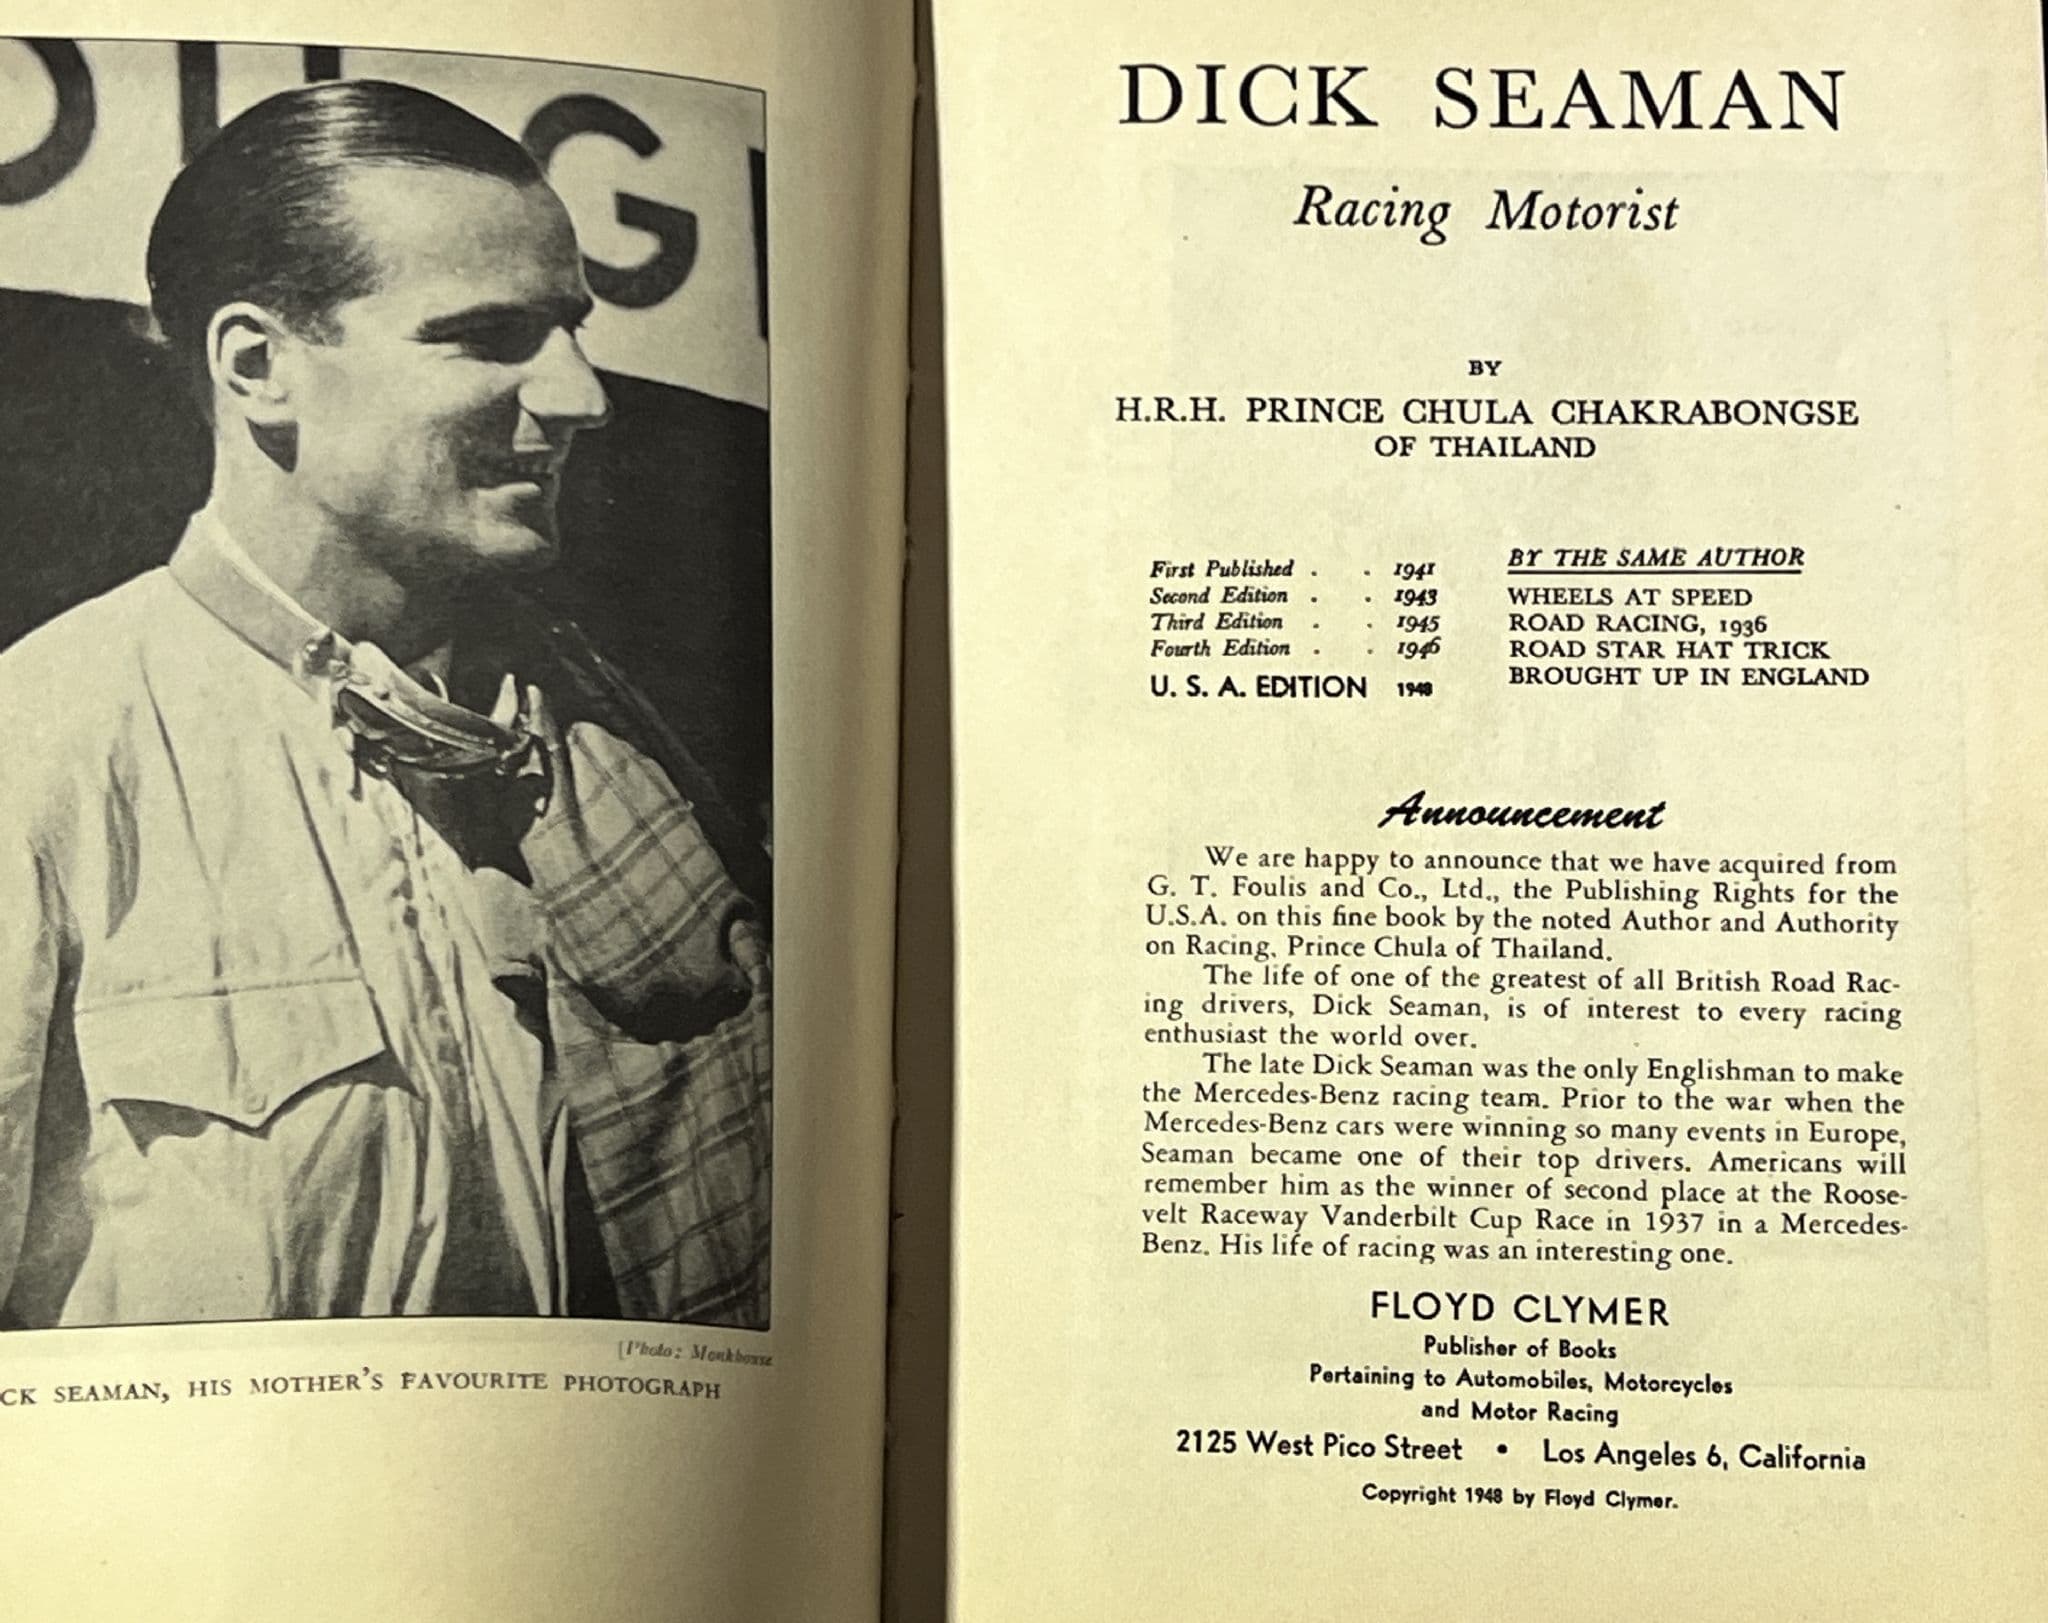 G
[Photo: Monkhouse
CK SEAMAN, HIS MOTHER'S FAVOURITE PHOTOGRAPH
DICK SEAMAN
Racing Motorist
BY
H.R.H. PRINCE CHULA CHAKRABONGSE
OF THAILAND
First Published . . 1941
Second Edition . . 1943
Third Edition . . 1945
Fourth Edition . . 1946
U. S. A. EDITION 1948
BY THE SAME AUTHOR
WHEELS AT SPEED
ROAD RACING, 1936
ROAD STAR HAT TRICK
BROUGHT UP IN ENGLAND
Announcement
We are happy to announce that we have acquired from
G. T. Foulis and Co., Ltd., the Publishing Rights for the
U.S.A. on this fine book by the noted Author and Authority
on Racing, Prince Chula of Thailand.
The life of one of the greatest of all British Road Rac-
ing drivers, Dick Seaman, is of interest to every racing
enthusiast the world over.
The late Dick Seaman was the only Englishman to make
the Mercedes-Benz racing team. Prior to the war when the
Mercedes-Benz cars were winning so many events in Europe,
Seaman became one of their top drivers. Americans will
remember him as the winner of second place at the Roose-
velt Raceway Vanderbilt Cup Race in 1937 in a Mercedes-
Benz. His life of racing was an interesting one.
FLOYD CLYMER
Publisher of Books
Pertaining to Automobiles, Motorcycles
and Motor Racing
2125 West Pico Street • Los Angeles 6, California
Copyright 1948 by Floyd Clymer.